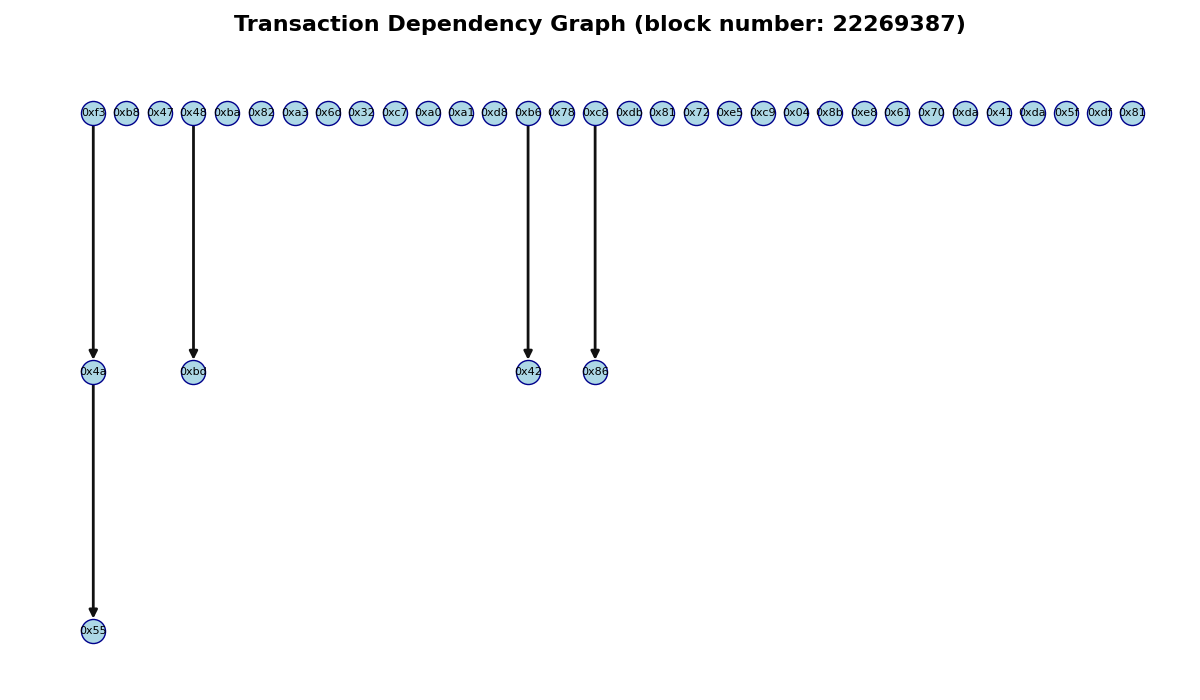 Transaction Dependency Graph (block number: 22269387)
0xf3 0xb8 0x47 0x48 0xba 0x82 0xa3 0x6d 0x32 0xc7 0xa0 0xa1 0xd8 0xb6 0x78 0xc8 0xdb 0x81 0x72 0xe5 0xc9 0x04 0x8b 0xe8 0x61 0x70 0xda 0x41 0xda 0x5f 0xdf 0x81
0x4a 0xbd 0x42 0x86
0x55